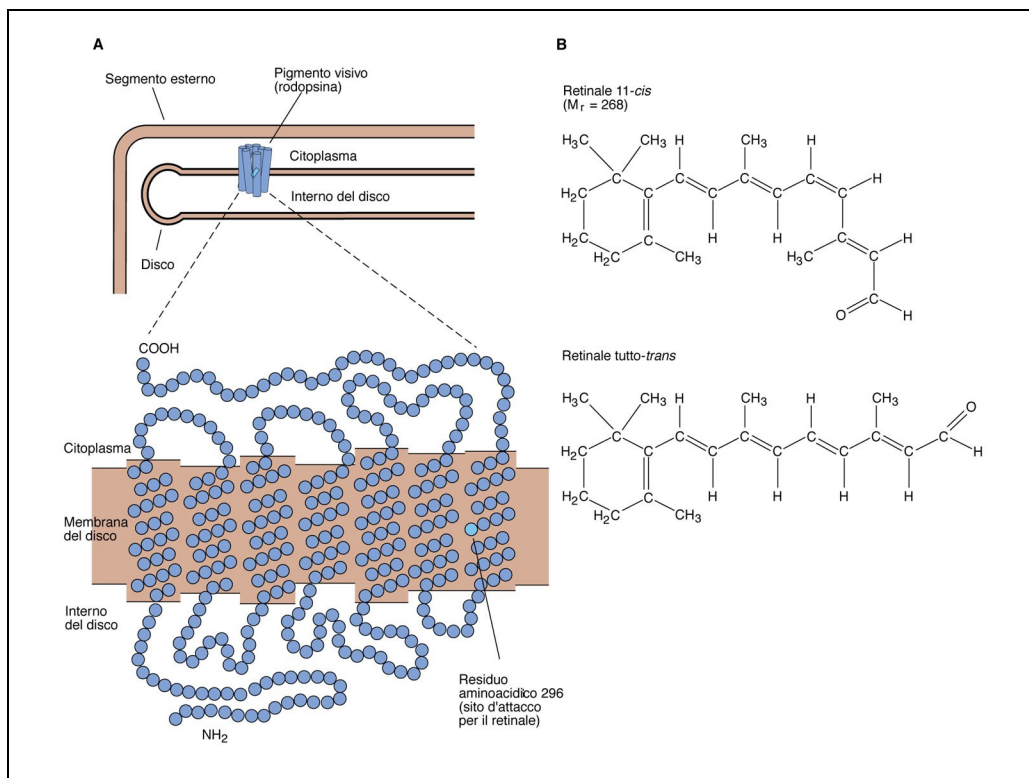 A
Segmento esterno
Pigmento visivo
(rodopsina)
Citoplasma
Interno del disco
Disco
COOH
Citoplasma
Membrana
del disco
Interno
del disco
Residuo
aminoacidico 296
(sito d'attacco
per il retinale)
NH2
B
Retinale 11-cis
(Mr = 268)
H3C CH3 H CH3 H
C C C C C C C H
H2C C C C C
H2C C H H H3C C C H
H2C CH3
O C H
Retinale tutto-trans
H3C CH3 H CH3 H CH3 O
C C C C C C H
H2C C C C C C
H2C C H H H H
H2C CH3